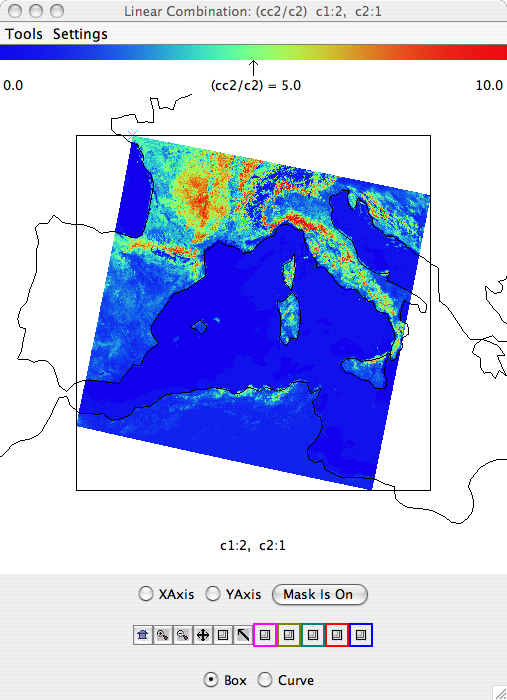 Linear Combination: (cc2/c2) c1:2, c2:1
Tools Settings
0.0 (cc2/c2) = 5.0 10.0
c1:2, c2:1
XAxis YAxis Mask Is On
Box Curve